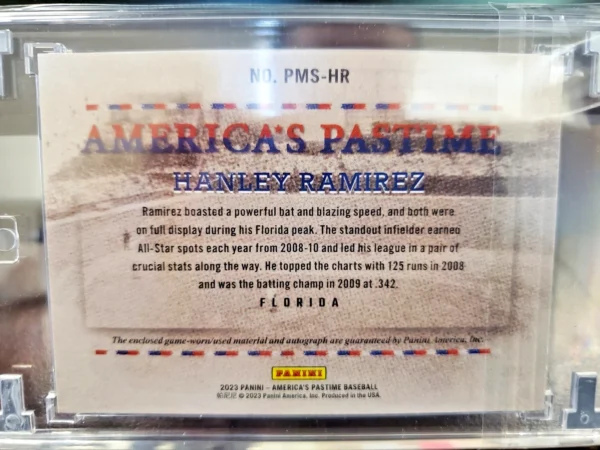 NO. PMS-HR
AMERICA'S PASTIME
HANLEY RAMIREZ
Ramirez boasted a powerful bat and blazing speed, and both were
on full display during his Florida peak. The standout infielder earned
All-Star spots each year from 2008-10 and led his league in a pair of
crucial stats along the way. He topped the charts with 125 runs in 2008
and was the batting champ in 2009 at .342.
FLORIDA
The enclosed game-worn/used material and autograph are guaranteed by Panini America, Inc.
PANINI
2023 PANINI – AMERICA'S PASTIME BASEBALL
© 2023 Panini America, Inc. Produced in the USA.